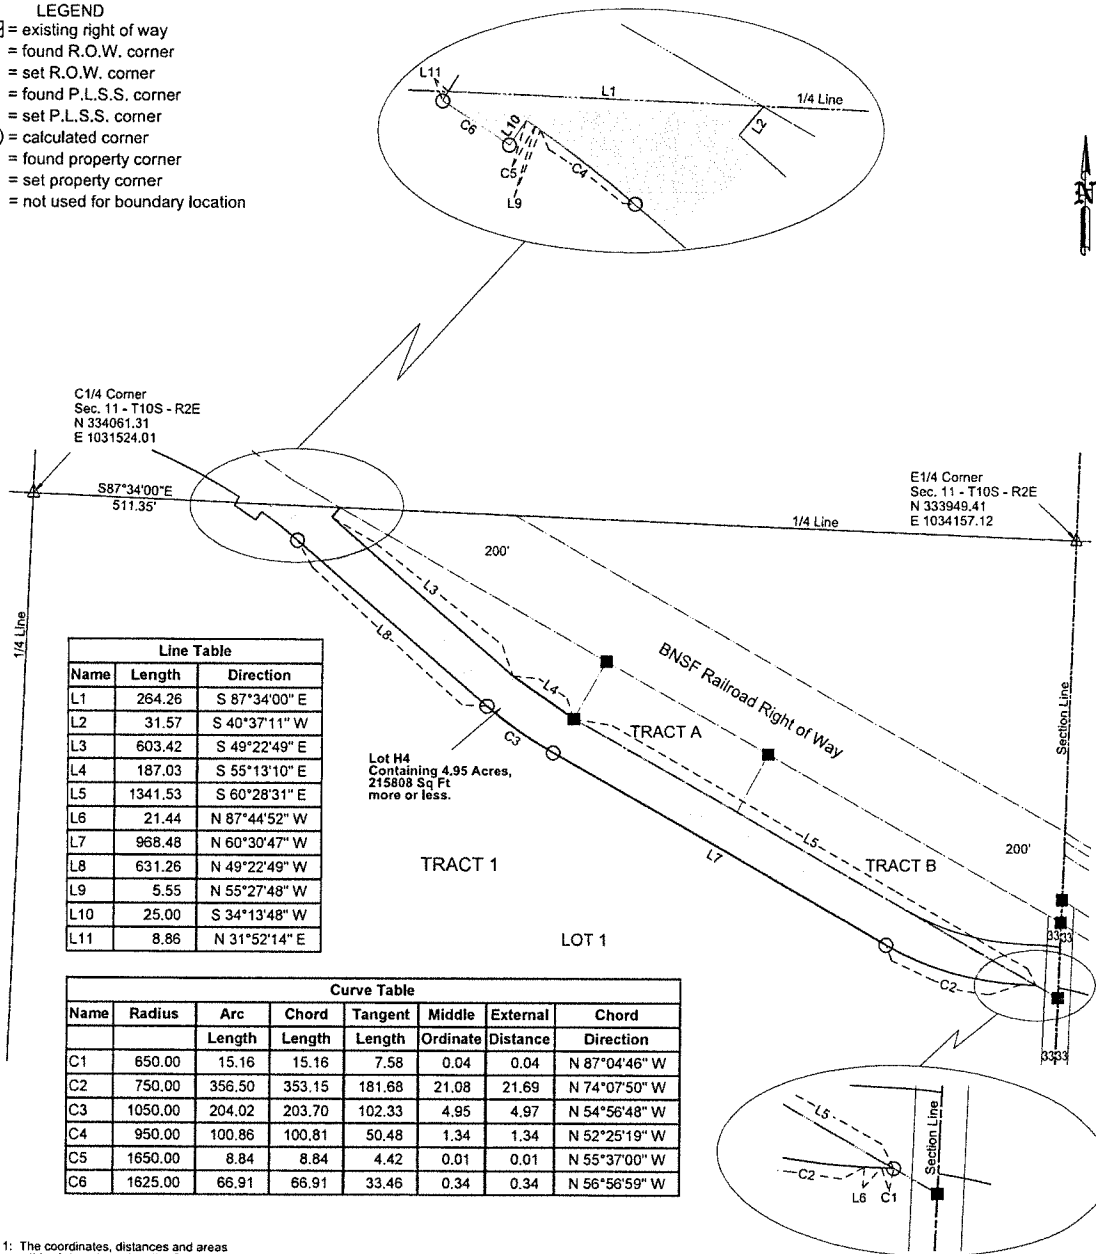 LEGEND
= existing right of way
= found R.O.W. corner
= set R.O.W. corner
= found P.L.S.S. corner
= set P.L.S.S. corner
= calculated corner
= found property corner
= set property corner
= not used for boundary location
L11
L1
1/4 Line
C6
L10
L2
C5
C4
L9
N
C1/4 Corner
Sec. 11 - T10S - R2E
N 334061.31
E 1031524.01
S87°34'00"E
511.35'
E1/4 Corner
Sec. 11 - T10S - R2E
N 333949.41
E 1034157.12
1/4 Line
200'
1/4 Line
L3
L8
L4
C3
BNSF Railroad Right of Way
TRACT A
Section Line
Lot H4
Containing 4.95 Acres,
215808 Sq Ft
more or less.
L5
L7
TRACT 1
TRACT B
200'
LOT 1
33 33
C2
33 33
Line Table
Name Length Direction
L1 264.26 S 87°34'00" E
L2 31.57 S 40°37'11" W
L3 603.42 S 49°22'49" E
L4 187.03 S 55°13'10" E
L5 1341.53 S 60°28'31" E
L6 21.44 N 87°44'52" W
L7 968.48 N 60°30'47" W
L8 631.26 N 49°22'49" W
L9 5.55 N 55°27'48" W
L10 25.00 S 34°13'48" W
L11 8.86 N 31°52'14" E
Curve Table
Name Radius Arc Chord Tangent Middle External Chord
Length Length Length Ordinate Distance Direction
C1 650.00 15.16 15.16 7.58 0.04 0.04 N 87°04'46" W
C2 750.00 356.50 353.15 181.68 21.08 21.69 N 74°07'50" W
C3 1050.00 204.02 203.70 102.33 4.95 4.97 N 54°56'48" W
C4 950.00 100.86 100.81 50.48 1.34 1.34 N 52°25'19" W
C5 1650.00 8.84 8.84 4.42 0.01 0.01 N 55°37'00" W
C6 1625.00 66.91 66.91 33.46 0.34 0.34 N 56°56'59" W
L5
Section Line
C2
L6
C1
1: The coordinates, distances and areas